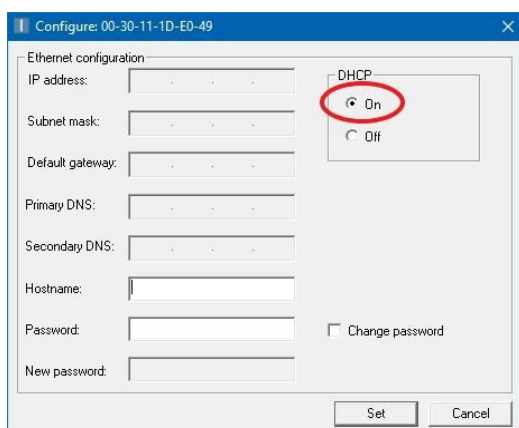 Configure: 00-30-11-1D-E0-49
Ethernet configuration
IP address:
DHCP
On
Subnet mask:
Off
Default gateway:
Primary DNS:
Secondary DNS:
Hostname:
Password:
Change password
New password:
Set Cancel